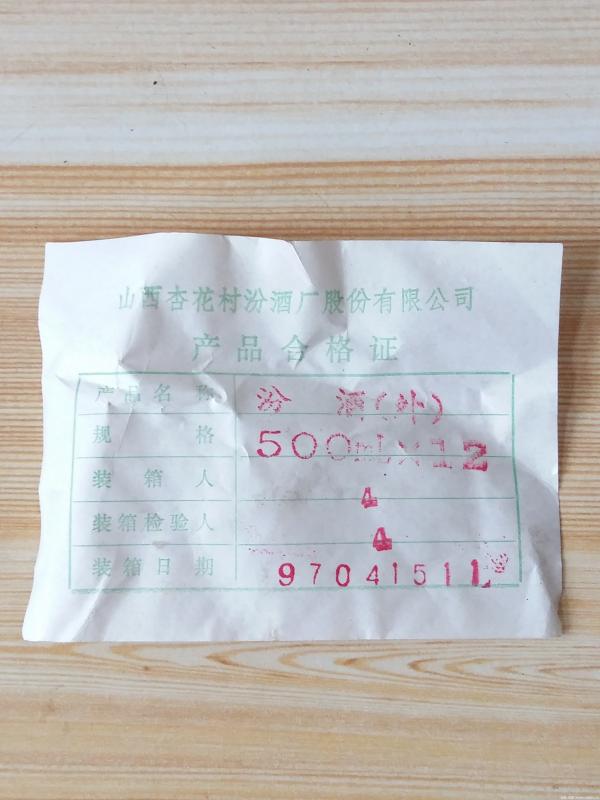 山西杏花村汾酒厂股份有限公司
产品合格证
产品名称 汾酒(外)
规格 500ml×12
装箱人 4
装箱检验人 4
装箱日期 97041511